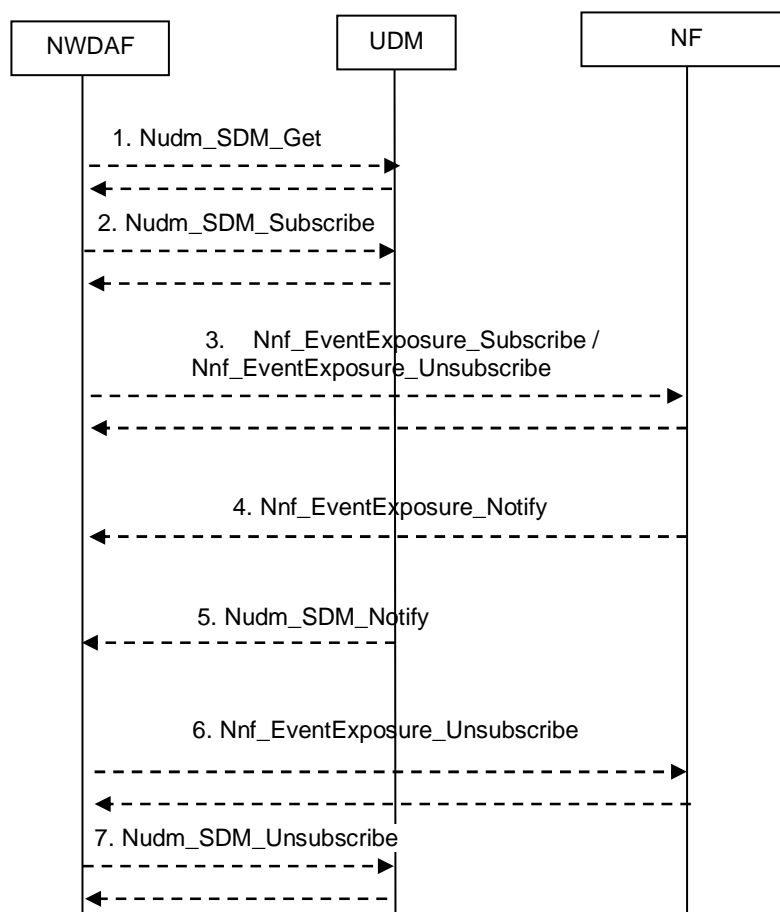 NWDAF
UDM
NF
1. Nudm_SDM_Get
2. Nudm_SDM_Subscribe
3. Nnf_EventExposure_Subscribe /
Nnf_EventExposure_Unsubscribe
4. Nnf_EventExposure_Notify
5. Nudm_SDM_Notify
6. Nnf_EventExposure_Unsubscribe
7. Nudm_SDM_Unsubscribe